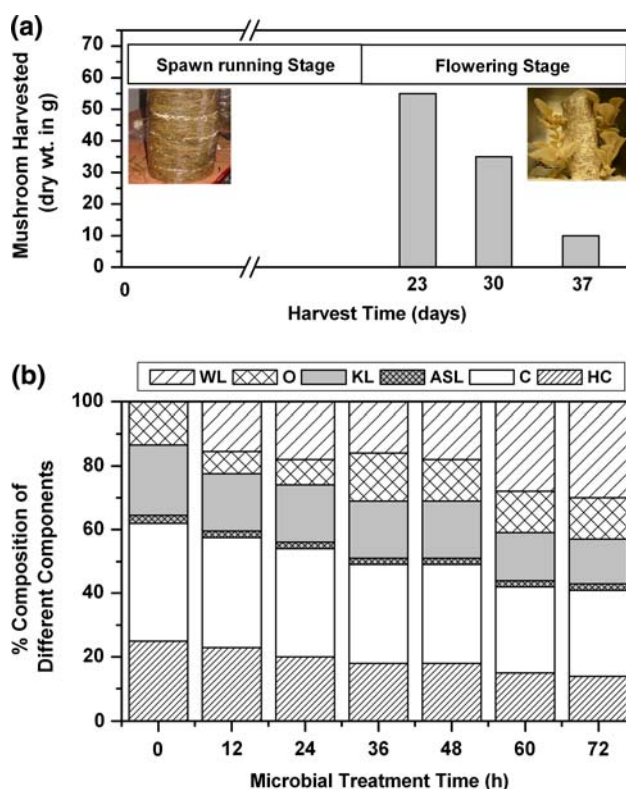 (a)
Mushroom Harvested
(dry wt. in g)
70
60
50
40
30
20
10
0
Spawn running Stage
Flowering Stage
0
23
30
37
Harvest Time (days)
(b)
WL
O
KL
ASL
C
HC
% Composition of
Different Components
100
80
60
40
20
0
0
12
24
36
48
60
72
Microbial Treatment Time (h)